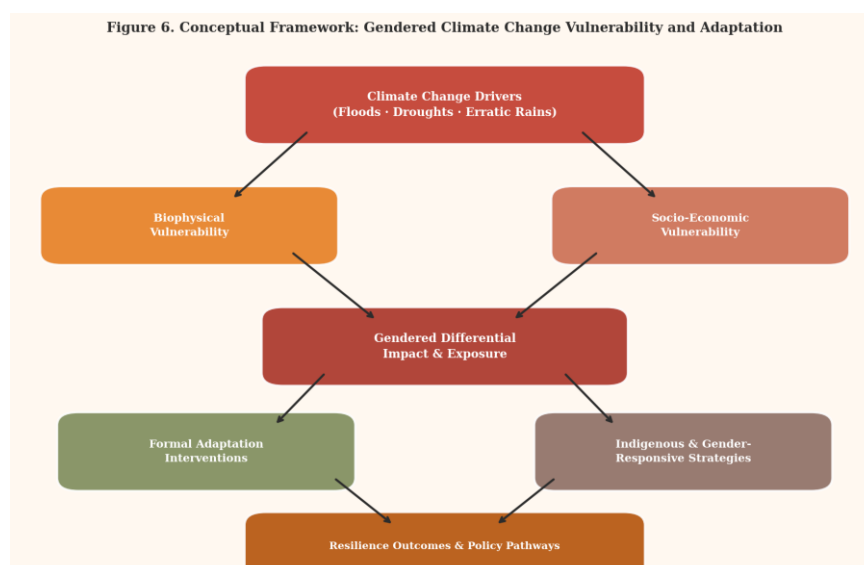 Figure 6. Conceptual Framework: Gendered Climate Change Vulnerability and Adaptation
Climate Change Drivers
(Floods · Droughts · Erratic Rains)
Biophysical
Vulnerability
Socio-Economic
Vulnerability
Gendered Differential
Impact & Exposure
Formal Adaptation
Interventions
Indigenous & Gender-
Responsive Strategies
Resilience Outcomes & Policy Pathways